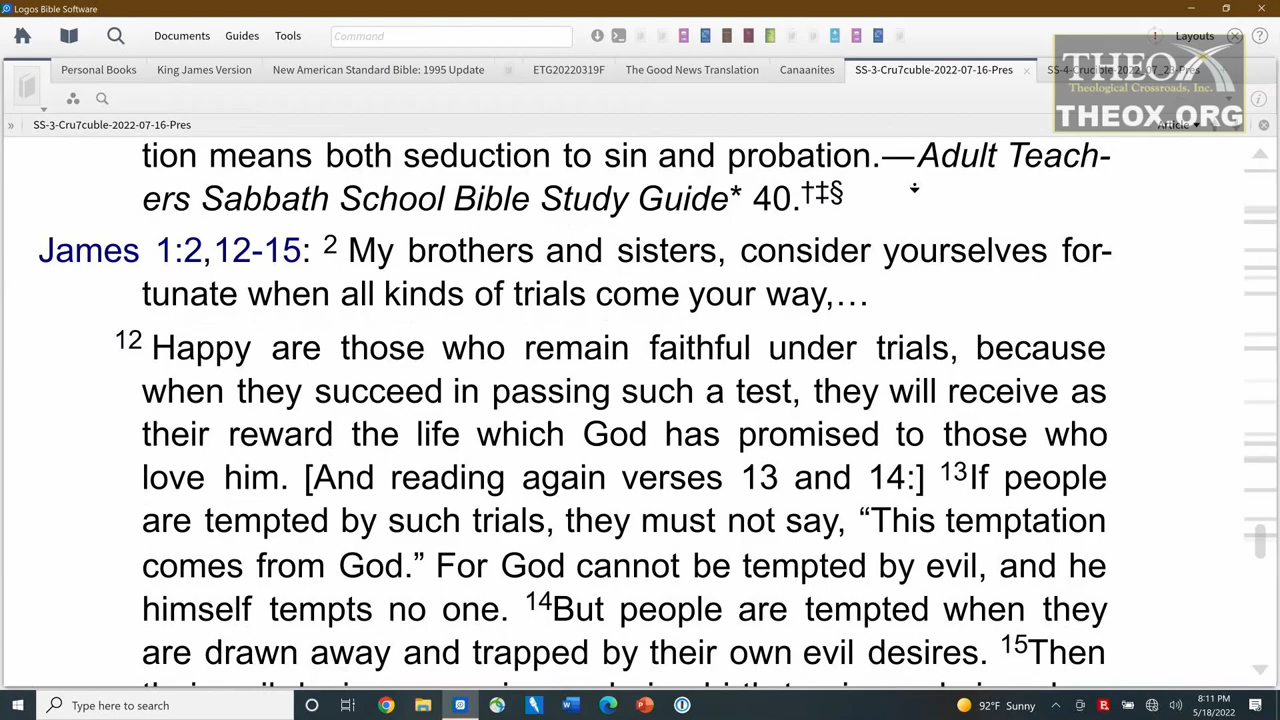 Logos Bible Software
Documents Guides Tools Command Layouts
THEOX
Theological Crossroads, Inc.
THEOX.ORG
Personal Books King James Version New American St ute ETG20220319F The Good News Translation Cananites SS-3-Cru7cuble-2022-07-16-Pres SS-4-Crucible-2022_07_23-Pres
SS-3-Cru7cuble-2022-07-16-Pres Article
tion means both seduction to sin and probation.—Adult Teach-
ers Sabbath School Bible Study Guide* 40.†‡§
James 1:2,12-15: 2 My brothers and sisters, consider yourselves for-
tunate when all kinds of trials come your way,…
12 Happy are those who remain faithful under trials, because
when they succeed in passing such a test, they will receive as
their reward the life which God has promised to those who
love him. [And reading again verses 13 and 14:] 13If people
are tempted by such trials, they must not say, “This temptation
comes from God.” For God cannot be tempted by evil, and he
himself tempts no one. 14But people are tempted when they
are drawn away and trapped by their own evil desires. 15Then
Type here to search 92°F Sunny 8:11 PM
5/18/2022